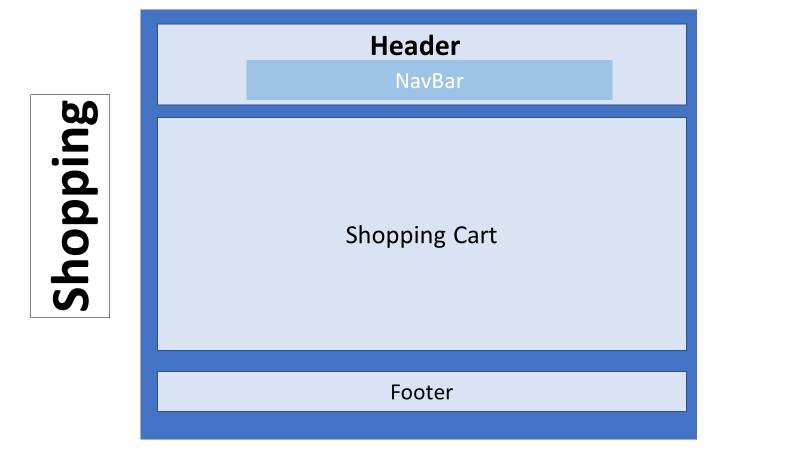 Shopping
Header
NavBar
Shopping Cart
Footer